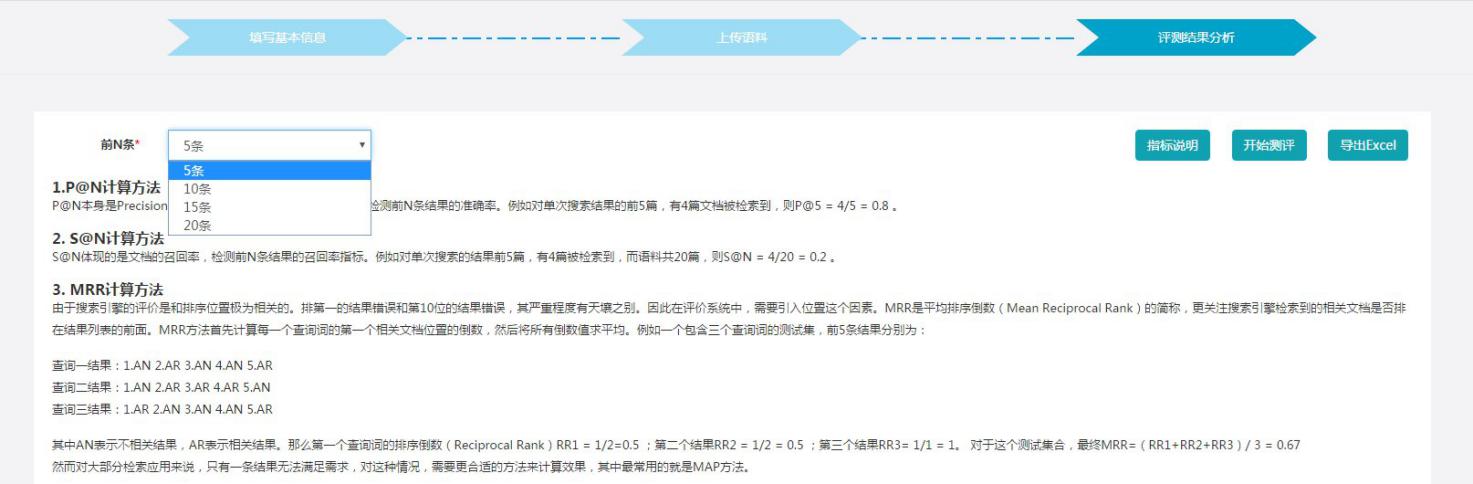 填写基本信息
上传语料
评测结果分析
前N条*
5条
指标说明
开始测评
导出Excel
5条
10条
15条
20条
1.P@N计算方法
P@N本身是Precision
检测前N条结果的准确率。例如对单次搜索结果的前5篇，有4篇文档被检索到，则P@5 = 4/5 = 0.8 。
2. S@N计算方法
S@N体现的是文档的召回率，检测前N条结果的召回率指标。例如对单次搜索的结果前5篇，有4篇被检索到，而语料共20篇，则S@N = 4/20 = 0.2 。
3. MRR计算方法
由于搜索引擎的评价是和排序位置极为相关的。排第一的结果错误和第10位的结果错误，其严重程度有天壤之别。因此在评价系统中，需要引入位置这个因素。MRR是平均排序倒数（Mean Reciprocal Rank）的简称，更关注搜索引擎检索到的相关文档是否排
在结果列表的前面。MRR方法首先计算每一个查询词的第一个相关文档位置的倒数，然后将所有倒数值求平均。例如一个包含三个查询词的测试集，前5条结果分别为：
查询一结果：1.AN 2.AR 3.AN 4.AN 5.AR
查询二结果：1.AN 2.AR 3.AR 4.AR 5.AN
查询三结果：1.AR 2.AN 3.AN 4.AN 5.AR
其中AN表示不相关结果，AR表示相关结果。那么第一个查询词的排序倒数（Reciprocal Rank）RR1 = 1/2=0.5 ；第二个结果RR2 = 1/2 = 0.5 ；第三个结果RR3= 1/1 = 1。 对于这个测试集合，最终MRR=（RR1+RR2+RR3）/ 3 = 0.67
然而对大部分检索应用来说，只有一条结果无法满足需求，对这种情况，需要更合适的方法来计算效果，其中最常用的就是MAP方法。